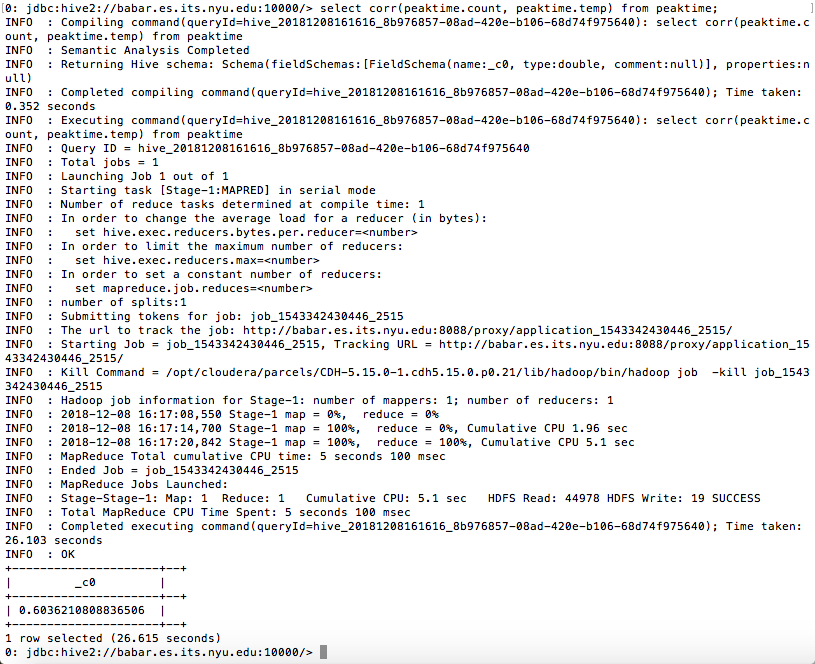 [0: jdbc:hive2://babar.es.its.nyu.edu:10000/> select corr(peaktime.count, peaktime.temp) from peaktime; ]
INFO  : Compiling command(queryId=hive_20181208161616_8b976857-08ad-420e-b106-68d74f975640): select corr(peaktime.c
ount, peaktime.temp) from peaktime
INFO  : Semantic Analysis Completed
INFO  : Returning Hive schema: Schema(fieldSchemas:[FieldSchema(name:_c0, type:double, comment:null)], properties:n
ull)
INFO  : Completed compiling command(queryId=hive_20181208161616_8b976857-08ad-420e-b106-68d74f975640); Time taken:
0.352 seconds
INFO  : Executing command(queryId=hive_20181208161616_8b976857-08ad-420e-b106-68d74f975640): select corr(peaktime.c
ount, peaktime.temp) from peaktime
INFO  : Query ID = hive_20181208161616_8b976857-08ad-420e-b106-68d74f975640
INFO  : Total jobs = 1
INFO  : Launching Job 1 out of 1
INFO  : Starting task [Stage-1:MAPRED] in serial mode
INFO  : Number of reduce tasks determined at compile time: 1
INFO  : In order to change the average load for a reducer (in bytes):
INFO  :   set hive.exec.reducers.bytes.per.reducer=<number>
INFO  : In order to limit the maximum number of reducers:
INFO  :   set hive.exec.reducers.max=<number>
INFO  : In order to set a constant number of reducers:
INFO  :   set mapreduce.job.reduces=<number>
INFO  : number of splits:1
INFO  : Submitting tokens for job: job_1543342430446_2515
INFO  : The url to track the job: http://babar.es.its.nyu.edu:8088/proxy/application_1543342430446_2515/
INFO  : Starting Job = job_1543342430446_2515, Tracking URL = http://babar.es.its.nyu.edu:8088/proxy/application_15
43342430446_2515/
INFO  : Kill Command = /opt/cloudera/parcels/CDH-5.15.0-1.cdh5.15.0.p0.21/lib/hadoop/bin/hadoop job  -kill job_1543
342430446_2515
INFO  : Hadoop job information for Stage-1: number of mappers: 1; number of reducers: 1
INFO  : 2018-12-08 16:17:08,550 Stage-1 map = 0%,  reduce = 0%
INFO  : 2018-12-08 16:17:14,700 Stage-1 map = 100%,  reduce = 0%, Cumulative CPU 1.96 sec
INFO  : 2018-12-08 16:17:20,842 Stage-1 map = 100%,  reduce = 100%, Cumulative CPU 5.1 sec
INFO  : MapReduce Total cumulative CPU time: 5 seconds 100 msec
INFO  : Ended Job = job_1543342430446_2515
INFO  : MapReduce Jobs Launched:
INFO  : Stage-Stage-1: Map: 1  Reduce: 1   Cumulative CPU: 5.1 sec   HDFS Read: 44978 HDFS Write: 19 SUCCESS
INFO  : Total MapReduce CPU Time Spent: 5 seconds 100 msec
INFO  : Completed executing command(queryId=hive_20181208161616_8b976857-08ad-420e-b106-68d74f975640); Time taken:
26.103 seconds
INFO  : OK
+---------------------+--+
|         _c0         |
+---------------------+--+
| 0.6036210808836506  |
+---------------------+--+
1 row selected (26.615 seconds)
0: jdbc:hive2://babar.es.its.nyu.edu:10000/>